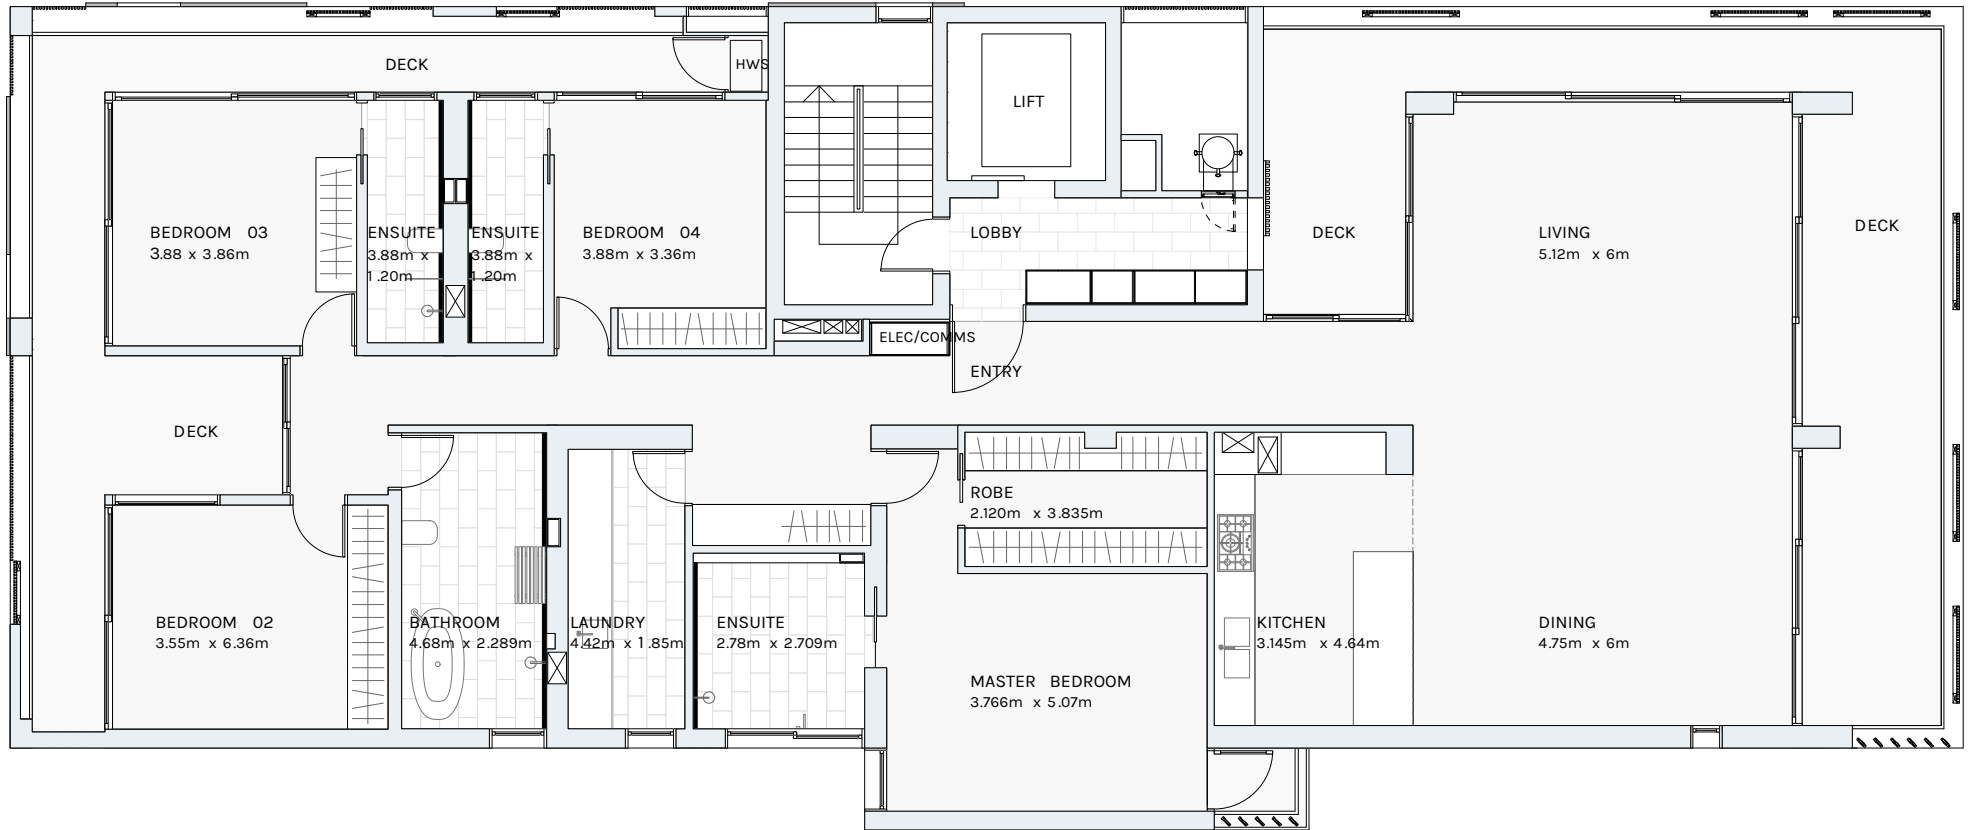 DECK
HWS
LIFT
BEDROOM 03
3.88 x 3.86m
ENSUITE
3.88m x
1.20m
ENSUITE
3.88m x
1.20m
BEDROOM 04
3.88m x 3.36m
LOBBY
DECK
LIVING
5.12m x 6m
DECK
ELEC/COMMS
ENTRY
DECK
ROBE
2.120m x 3.835m
BEDROOM 02
3.55m x 6.36m
BATHROOM
4.68m x 2.289m
LAUNDRY
4.42m x 1.85m
ENSUITE
2.78m x 2.709m
KITCHEN
3.145m x 4.64m
DINING
4.75m x 6m
MASTER BEDROOM
3.766m x 5.07m